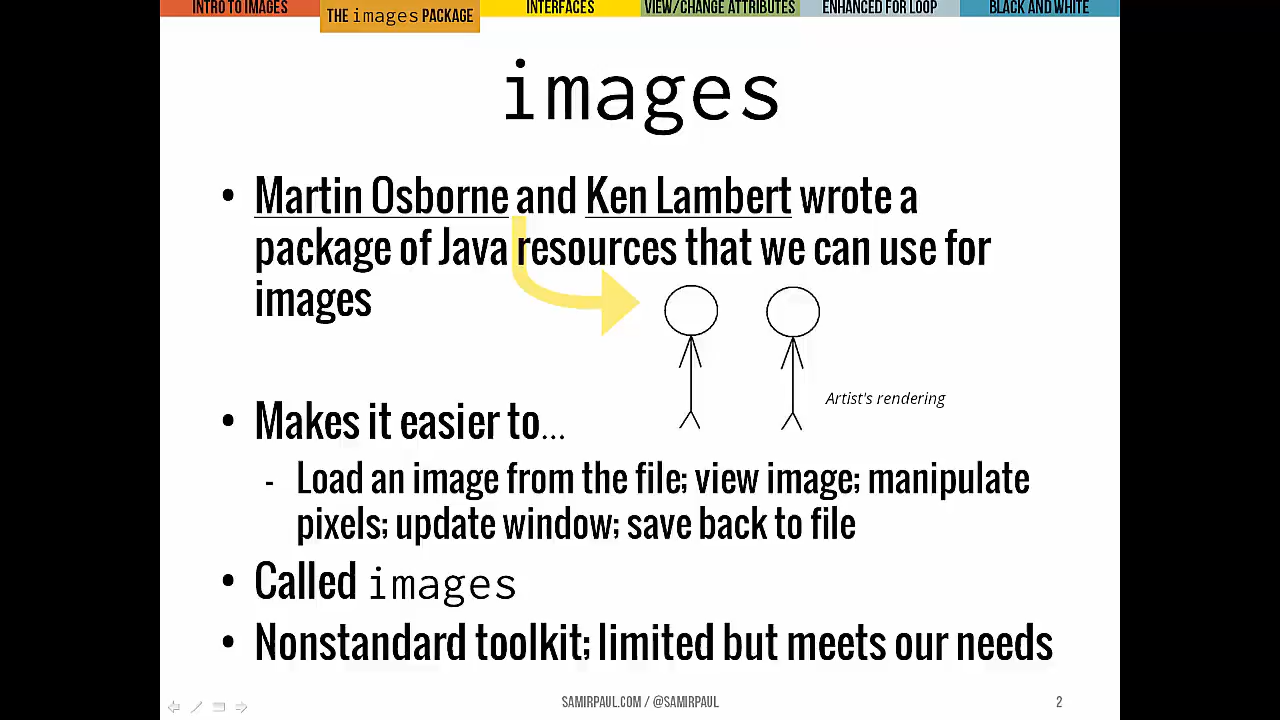 INTRO TO IMAGES
THE images PACKAGE
INTERFACES
VIEW/CHANGE ATTRIBUTES
ENHANCED FOR LOOP
BLACK AND WHITE
images
• Martin Osborne and Ken Lambert wrote a
package of Java resources that we can use for
images
Artist's rendering
• Makes it easier to...
- Load an image from the file; view image; manipulate
pixels; update window; save back to file
• Called images
• Nonstandard toolkit; limited but meets our needs
SAMIRPAUL.COM / @SAMIRPAUL
2